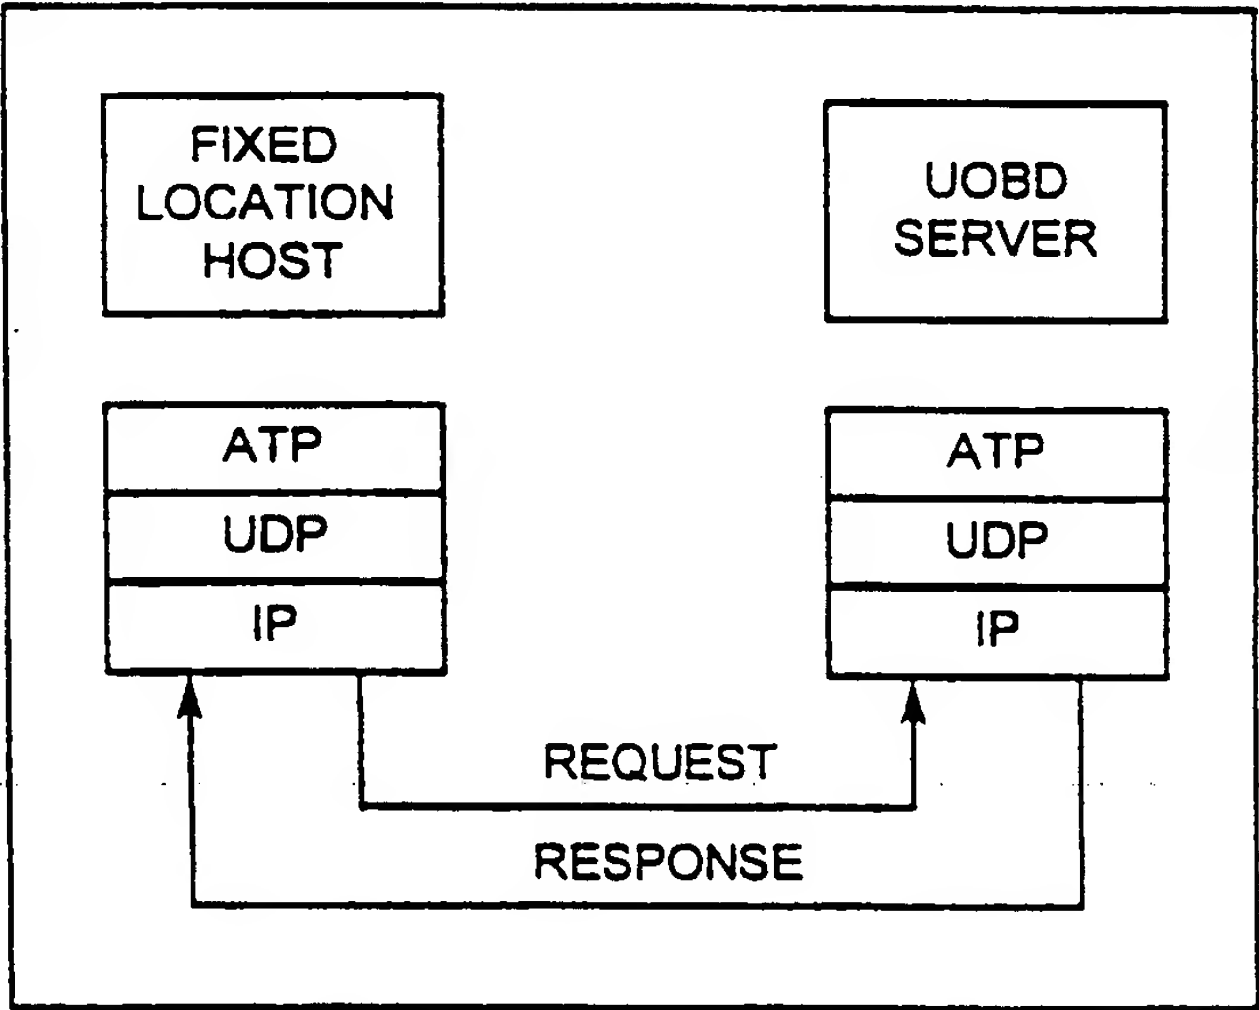 FIXED
LOCATION
HOST
UOBD
SERVER
ATP
UDP
IP
ATP
UDP
IP
REQUEST
RESPONSE